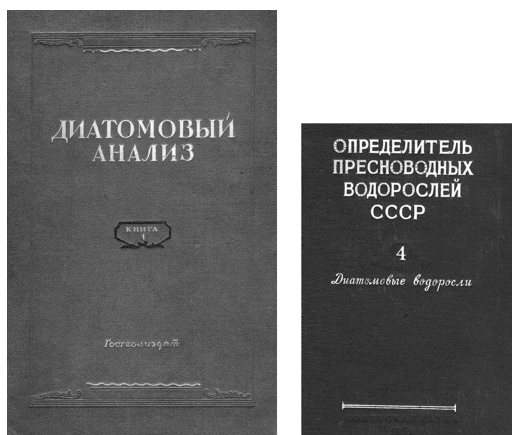 ДИАТОМОВЫЙ
АНАЛИЗ
КНИГА
1
Госгеолиздат
ОПРЕДЕЛИТЕЛЬ
ПРЕСНОВОДНЫХ
ВОДОРОСЛЕЙ
СССР
4
Диатомовые водоросли